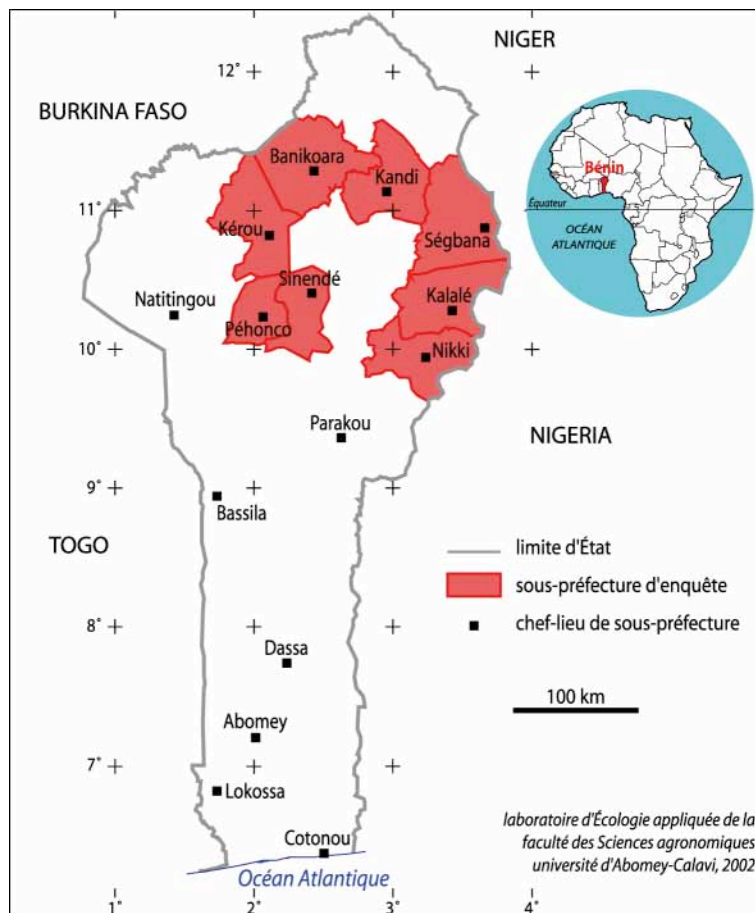 NIGER
12°
BURKINA FASO
Banikoara
Kandi
Bénin
11°
Équateur
Kérou
Ségbana
OCÉAN
ATLANTIQUE
Sinendé
Natitingou
Kalalé
Péhonco
10°
Nikki
Parakou
NIGERIA
9°
Bassila
TOGO
limite d'État
sous-préfecture d'enquête
8°
chef-lieu de sous-préfecture
Dassa
100 km
Abomey
7°
Lokossa
laboratoire d'Écologie appliquée de la
faculté des Sciences agronomiques,
université d'Abomey-Calavi, 2002
Cotonou
Océan Atlantique
1° 2° 3° 4°